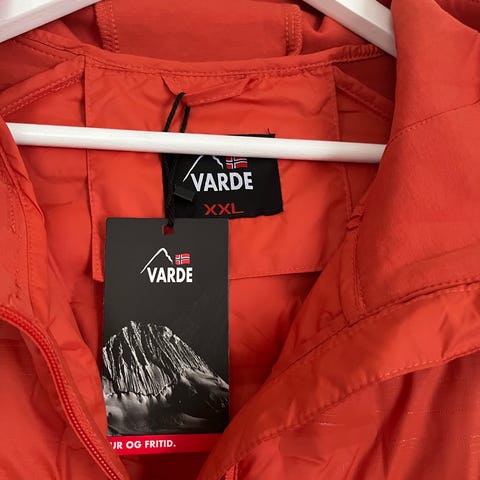 VARDE
XXL
VARDE
UR OG FRITID.